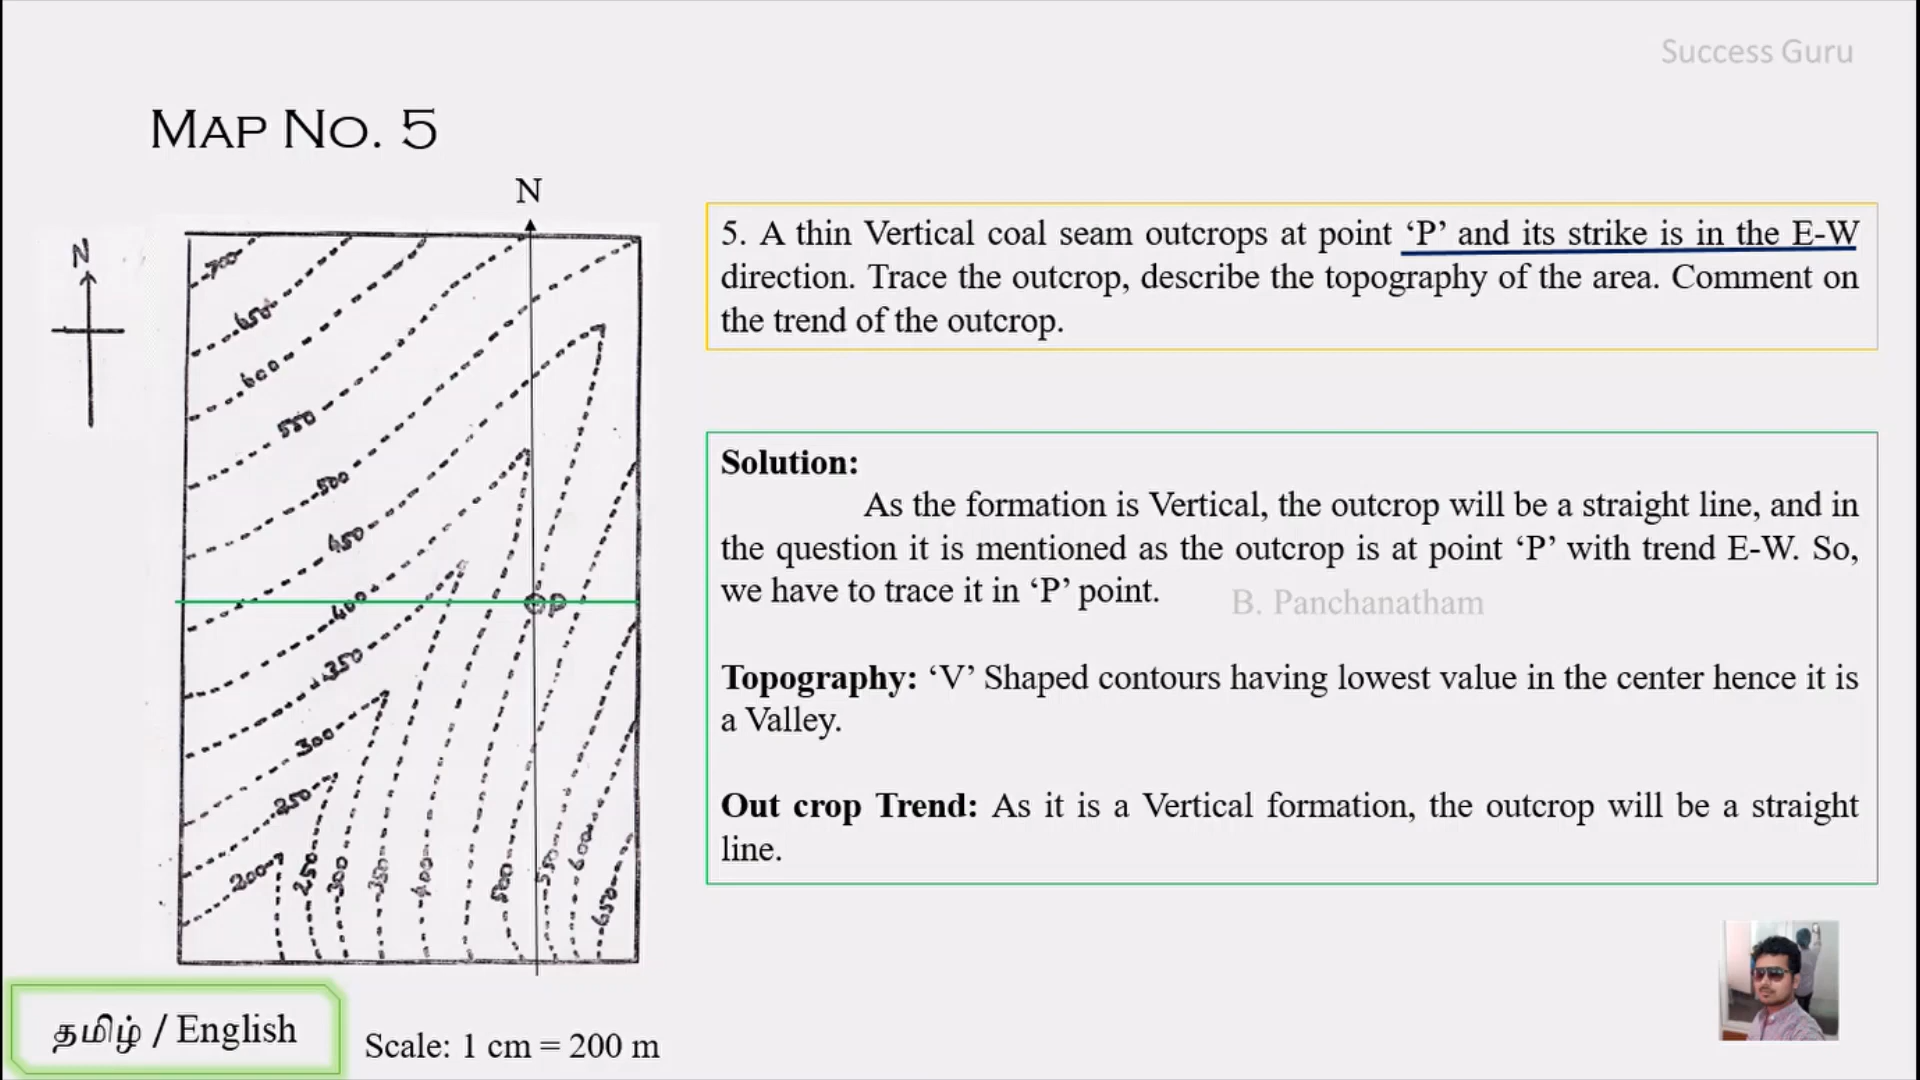 Success Guru
MAP NO. 5
N
N
5. A thin Vertical coal seam outcrops at point ‘P’ and its strike is in the E-W
direction. Trace the outcrop, describe the topography of the area. Comment on
the trend of the outcrop.
700
650
600
550
500
450
400
350
300
250
200
P
250
300
350
400
500
550
600
650
Solution:
As the formation is Vertical, the outcrop will be a straight line, and in
the question it is mentioned as the outcrop is at point ‘P’ with trend E-W. So,
we have to trace it in ‘P’ point.
B. Panchanatham
Topography: ‘V’ Shaped contours having lowest value in the center hence it is
a Valley.
Out crop Trend: As it is a Vertical formation, the outcrop will be a straight
line.
தமிழ் / English
Scale: 1 cm = 200 m